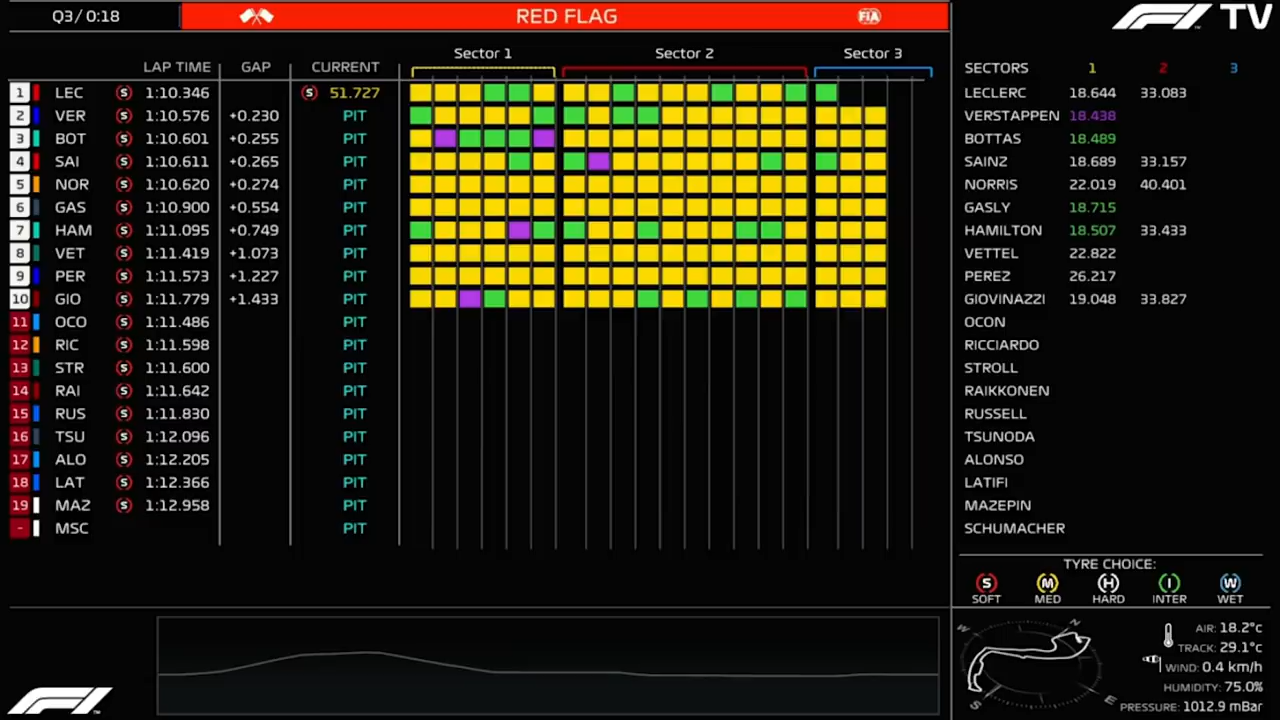 Q3/ 0:18 RED FLAG FIA F1 TV
Sector 1 Sector 2 Sector 3
LAP TIME GAP CURRENT SECTORS 1 2 3
1 LEC S 1:10.346 S 51.727 LECLERC 18.644 33.083
2 VER S 1:10.576 +0.230 PIT VERSTAPPEN 18.438
3 BOT S 1:10.601 +0.255 PIT BOTTAS 18.489
4 SAI S 1:10.611 +0.265 PIT SAINZ 18.689 33.157
5 NOR S 1:10.620 +0.274 PIT NORRIS 22.019 40.401
6 GAS S 1:10.900 +0.554 PIT GASLY 18.715
7 HAM S 1:11.095 +0.749 PIT HAMILTON 18.507 33.433
8 VET S 1:11.419 +1.073 PIT VETTEL 22.822
9 PER S 1:11.573 +1.227 PIT PEREZ 26.217
10 GIO S 1:11.779 +1.433 PIT GIOVINAZZI 19.048 33.827
11 OCO S 1:11.486 PIT OCON
12 RIC S 1:11.598 PIT RICCIARDO
13 STR S 1:11.600 PIT STROLL
14 RAI S 1:11.642 PIT RAIKKONEN
15 RUS S 1:11.830 PIT RUSSELL
16 TSU S 1:12.096 PIT TSUNODA
17 ALO S 1:12.205 PIT ALONSO
18 LAT S 1:12.366 PIT LATIFI
19 MAZ S 1:12.958 PIT MAZEPIN
- MSC PIT SCHUMACHER
TYRE CHOICE:
S M H I W
SOFT MED HARD INTER WET
W N S E
AIR: 18.2°c
TRACK: 29.1°c
WIND: 0.4 km/h
HUMIDITY: 75.0%
PRESSURE: 1012.9 mBar
F1